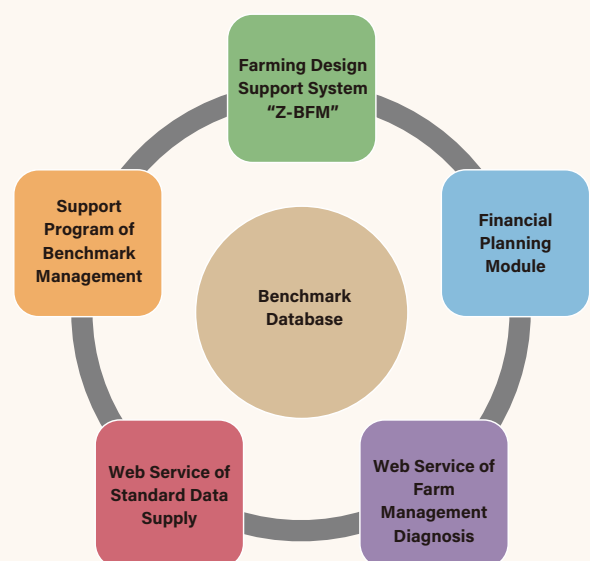 Farming Design
Support System
“Z-BFM”
Support
Program of
Benchmark
Management
Financial
Planning
Module
Benchmark
Database
Web Service of
Standard Data
Supply
Web Service of
Farm
Management
Diagnosis